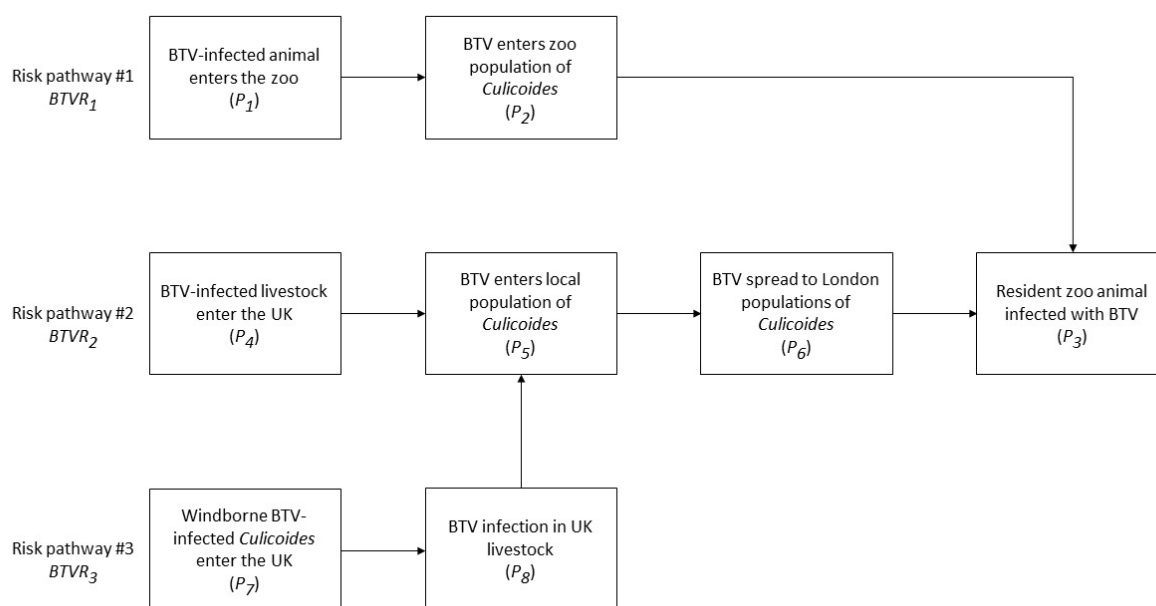 Risk pathway #1
BTVR1
BTV-infected animal
enters the zoo
(P1)
BTV enters zoo
population of
Culicoides
(P2)
Risk pathway #2
BTVR2
BTV-infected livestock
enter the UK
(P4)
BTV enters local
population of
Culicoides
(P5)
BTV spread to London
populations of
Culicoides
(P6)
Resident zoo animal
infected with BTV
(P3)
Risk pathway #3
BTVR3
Windborne BTV-
infected Culicoides
enter the UK
(P7)
BTV infection in UK
livestock
(P8)